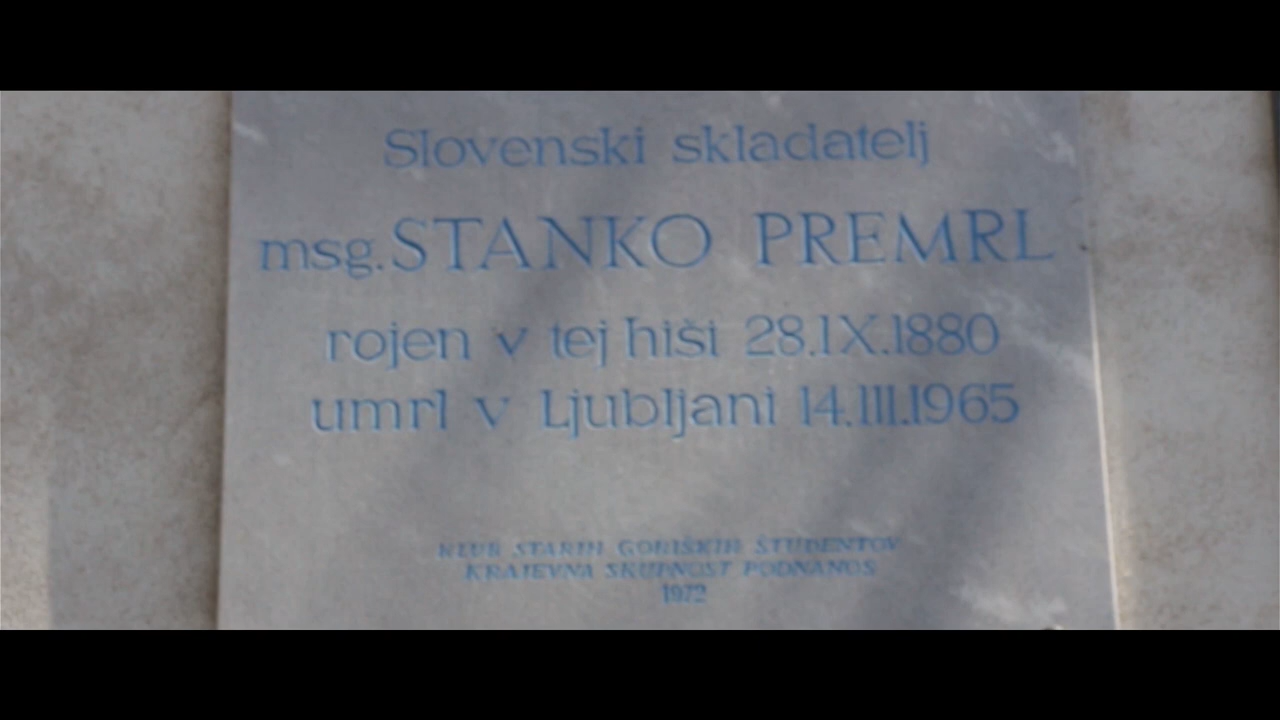 Slovenski skladatelj
msg. STANKO PREMRL
rojen v tej hiši 28.IX.1880
umrl v Ljubljani 14.III.1965
KLUB STARIH GORIŠKIH ŠTUDENTOV
KRAJEVNA SKUPNOST PODNANOS
1972